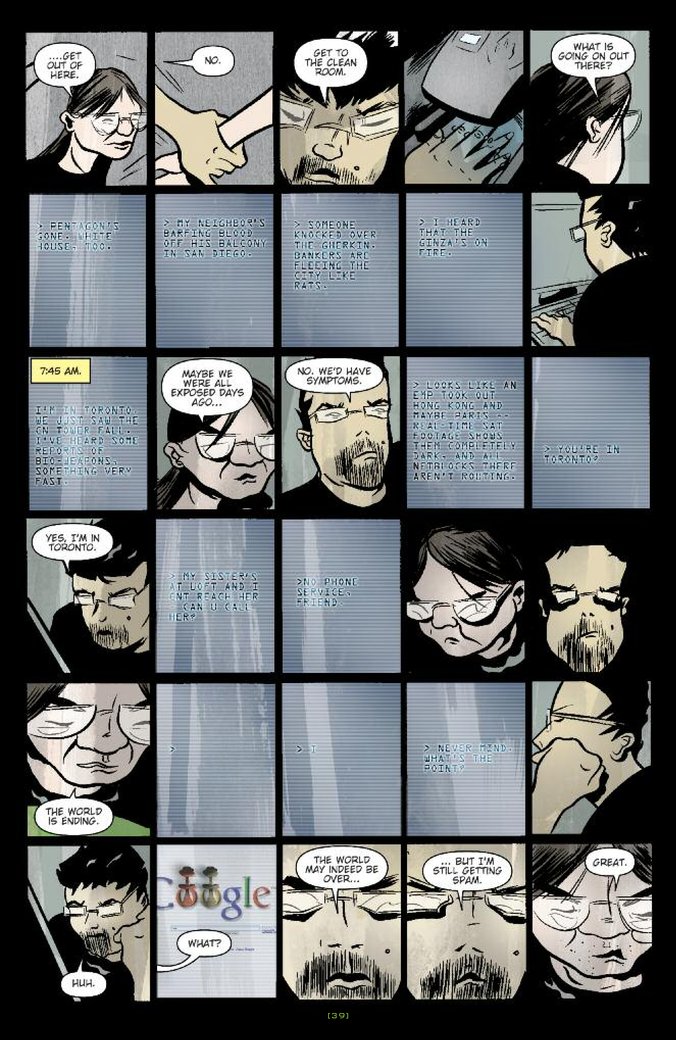 ....GET
OUT OF
HERE.
NO.
GET TO
THE CLEAN
ROOM.
WHAT IS
GOING ON OUT
THERE?
> PENTAGON'S
GONE. WHITE
HOUSE, TOO.
> MY NEIGHBOR'S
BARFING BLOOD
OFF HIS BALCONY
IN SAN DIEGO.
> SOMEONE
KNOCKED OVER
THE GHERKIN.
BANKERS ARE
FLEEING THE
CITY LIKE
RATS.
> I HEARD
THAT THE
GINZA'S ON
FIRE.
7:45 AM.
I'M IN TORONTO.
WE JUST SAW THE
CN TOWER FALL.
I'VE HEARD SOME
REPORTS OF
BIO-WEAPONS.
SOMETHING VERY
FAST.
MAYBE WE
WERE ALL
EXPOSED DAYS
AGO...
NO. WE'D HAVE
SYMPTOMS.
> LOOKS LIKE AN
EMP TOOK OUT
HONG KONG AND
MAYBE PARIS--
REAL-TIME SAT
FOOTAGE SHOWS
THEM COMPLETELY
DARK, AND ALL
NETBLOCKS THERE
AREN'T ROUTING.
> YOU'RE IN
TORONTO?
YES, I'M IN
TORONTO.
> MY SISTER'S
AT UOFT AND I
CNT REACH HER
- CAN U CALL
HER?
>NO PHONE
SERVICE,
FRIEND.
THE WORLD
IS ENDING.
>
> I
> NEVER MIND.
WHAT'S THE
POINT?
HUH.
Google
WHAT?
THE WORLD
MAY INDEED BE
OVER...
... BUT I'M
STILL GETTING
SPAM.
GREAT.
[39]